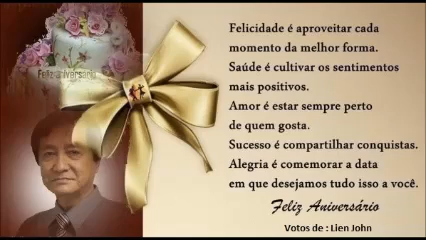 Feliz aniversario
Felicidade é aproveitar cada
momento da melhor forma.
Saúde é cultivar os sentimentos
mais positivos.
Amor é estar sempre perto
de quem gosta.
Sucesso é compartilhar conquistas.
Alegria é comemorar a data
em que desejamos tudo isso a você.
Feliz Aniversário
Votos de : Lien John